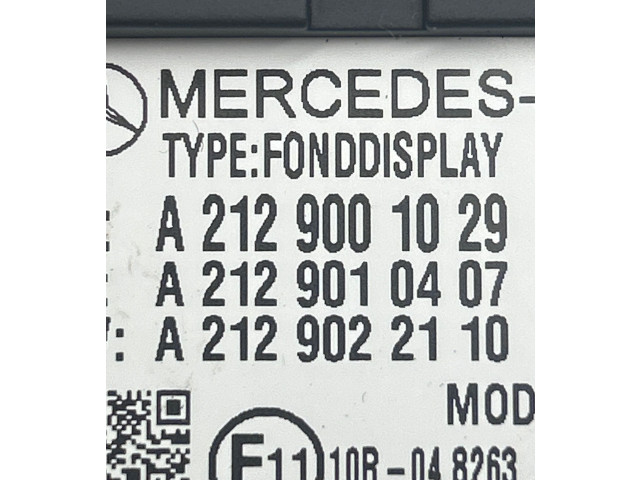 MERCEDES-
TYPE:FONDDISPLAY
: A 212 900 10 29
: A 212 901 04 07
: A 212 902 21 10
MOD
E11 10R-04 8263